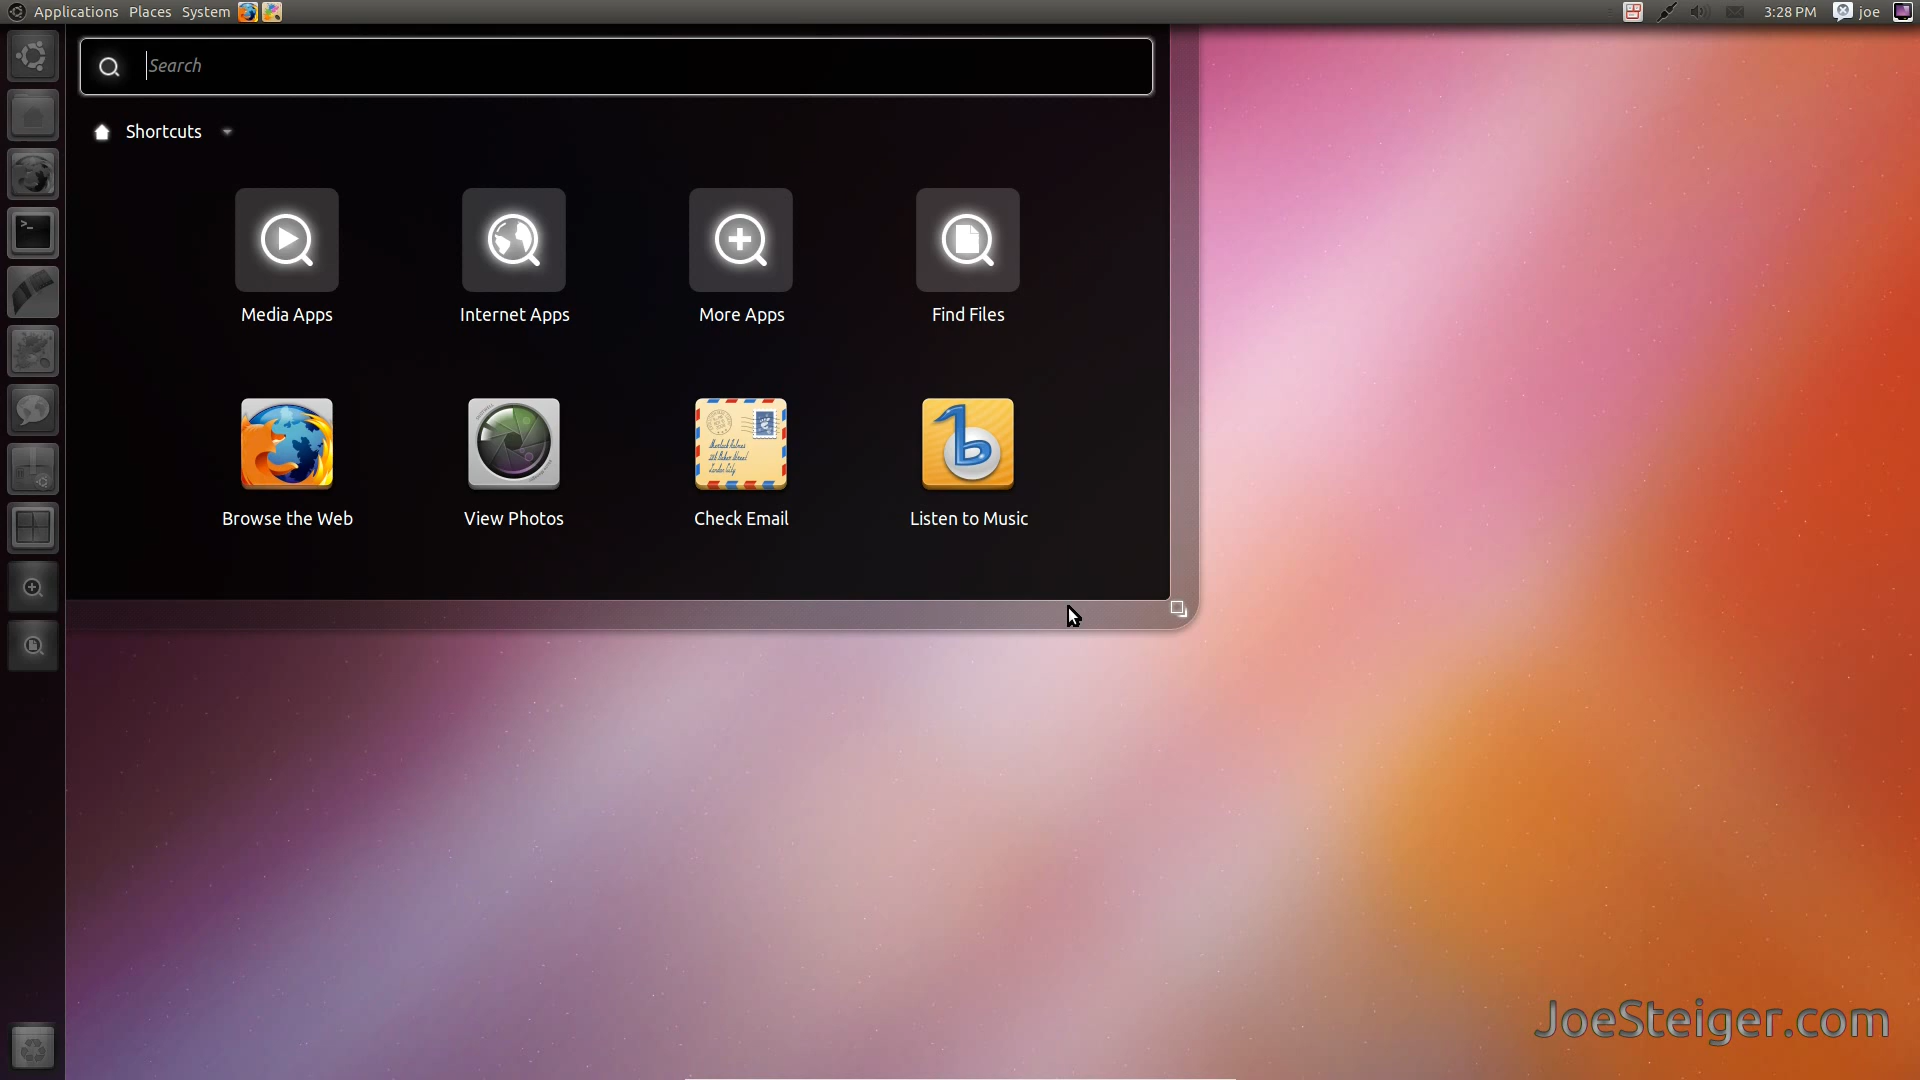 Applications Places System 3:28 PM joe
Search
Shortcuts
Media Apps Internet Apps More Apps Find Files
Browse the Web View Photos Check Email Listen to Music
JoeSteiger.com